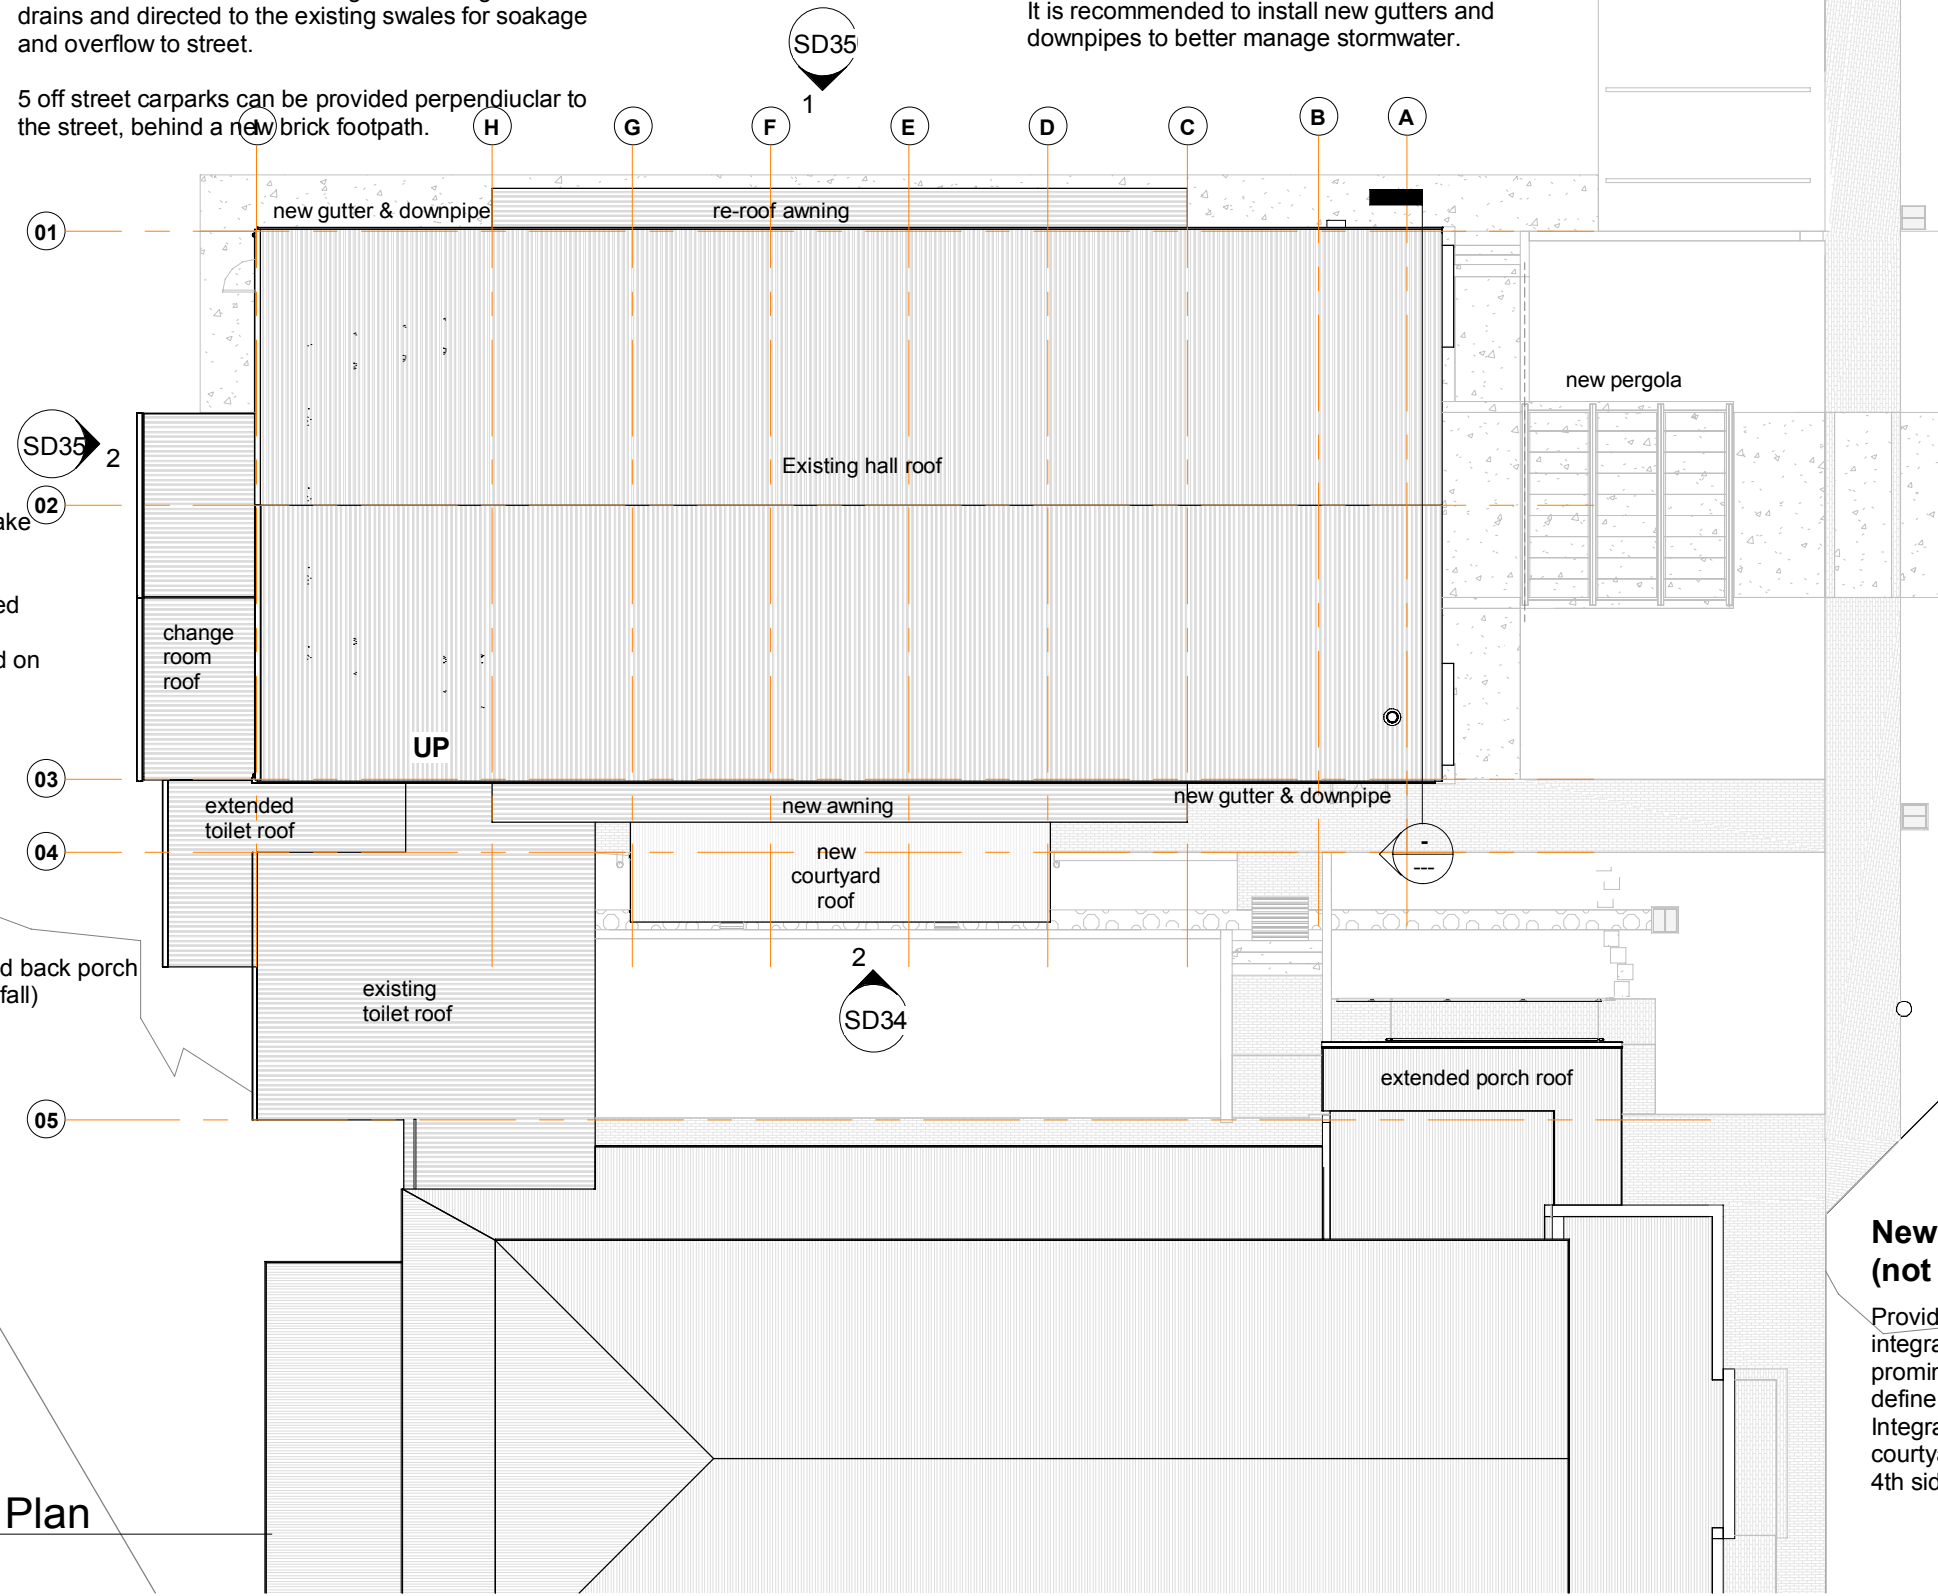 drains and directed to the existing swales for soakage
and overflow to street.
5 off street carparks can be provided perpendiuclar to
the street, behind a new brick footpath.
It is recommended to install new gutters and
downpipes to better manage stormwater.
SD35
1
H
G
F
E
D
C
B
A
01
new gutter & downpipe
re-roof awning
new pergola
SD35
2
Existing hall roof
02
ake
ed
d on
change
room
roof
UP
03
extended
toilet roof
new awning
new gutter & downpipe
04
new
courtyard
roof
-
---
d back porch
fall)
existing
toilet roof
2
SD34
extended porch roof
05
New
(not
Provid
integra
promin
define
Integra
courtya
4th sid
Plan